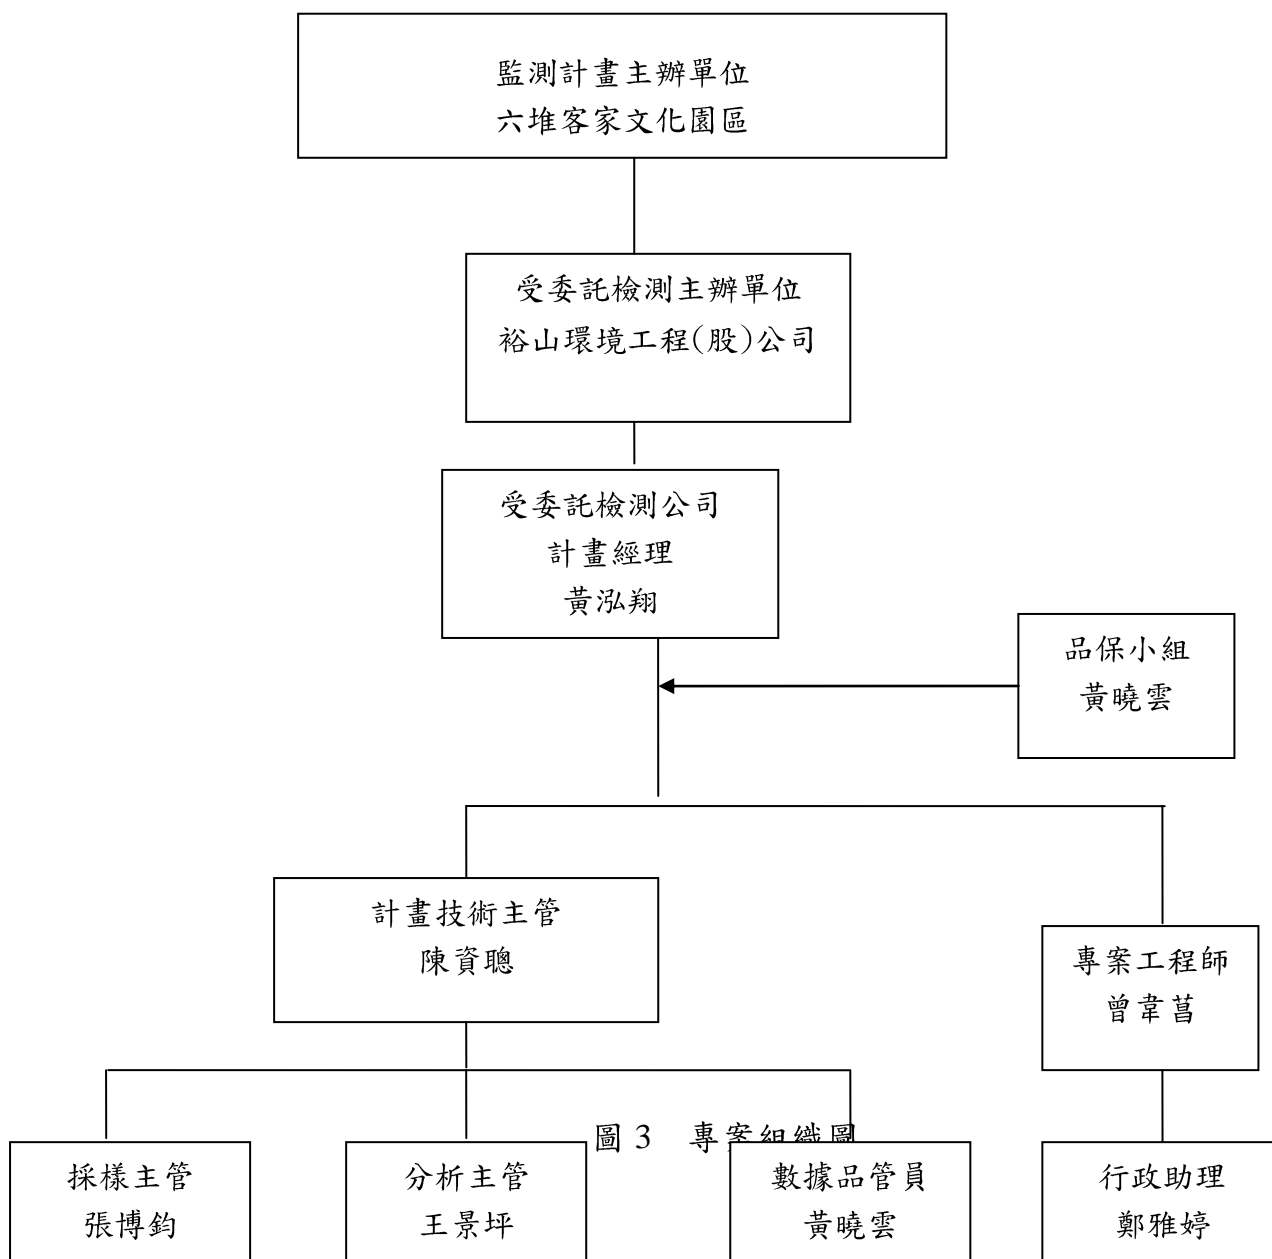 監測計畫主辦單位
六堆客家文化園區
受委託檢測主辦單位
裕山環境工程(股)公司
受委託檢測公司
計畫經理
黃泓翔
品保小組
黃曉雲
計畫技術主管
陳資聰
專案工程師
曾韋菖
圖 3 專案組織圖
採樣主管
張博鈞
分析主管
王景坪
數據品管員
黃曉雲
行政助理
鄭雅婷